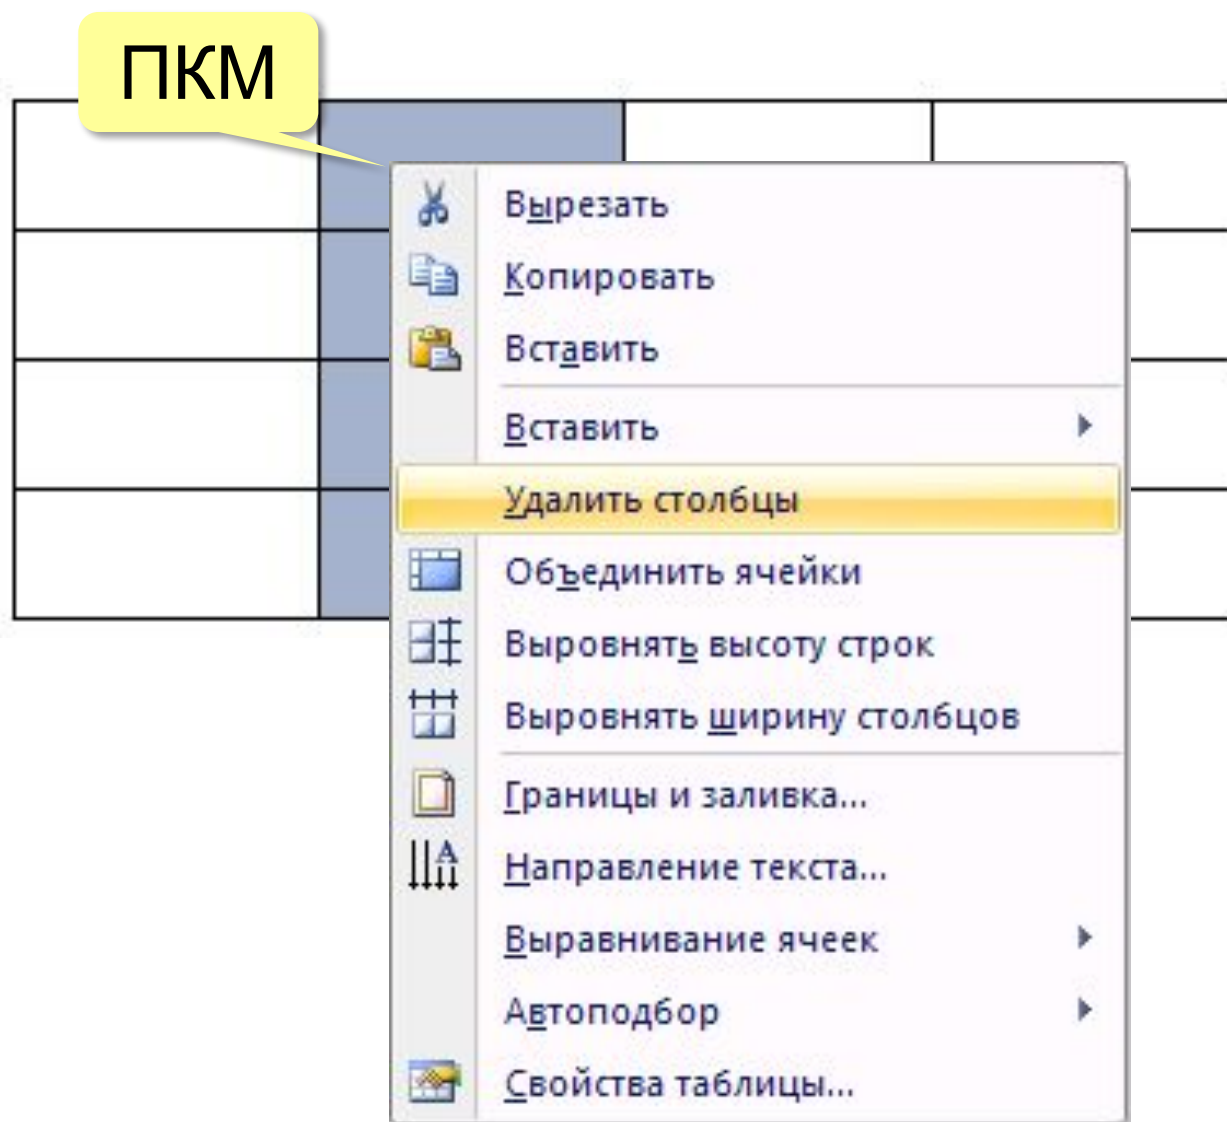 ПКМ
Вырезать
Копировать
Вставить
Вставить
Удалить столбцы
Объединить ячейки
Выровнять высоту строк
Выровнять ширину столбцов
Границы и заливка...
Направление текста...
Выравнивание ячеек
Автоподбор
Свойства таблицы...